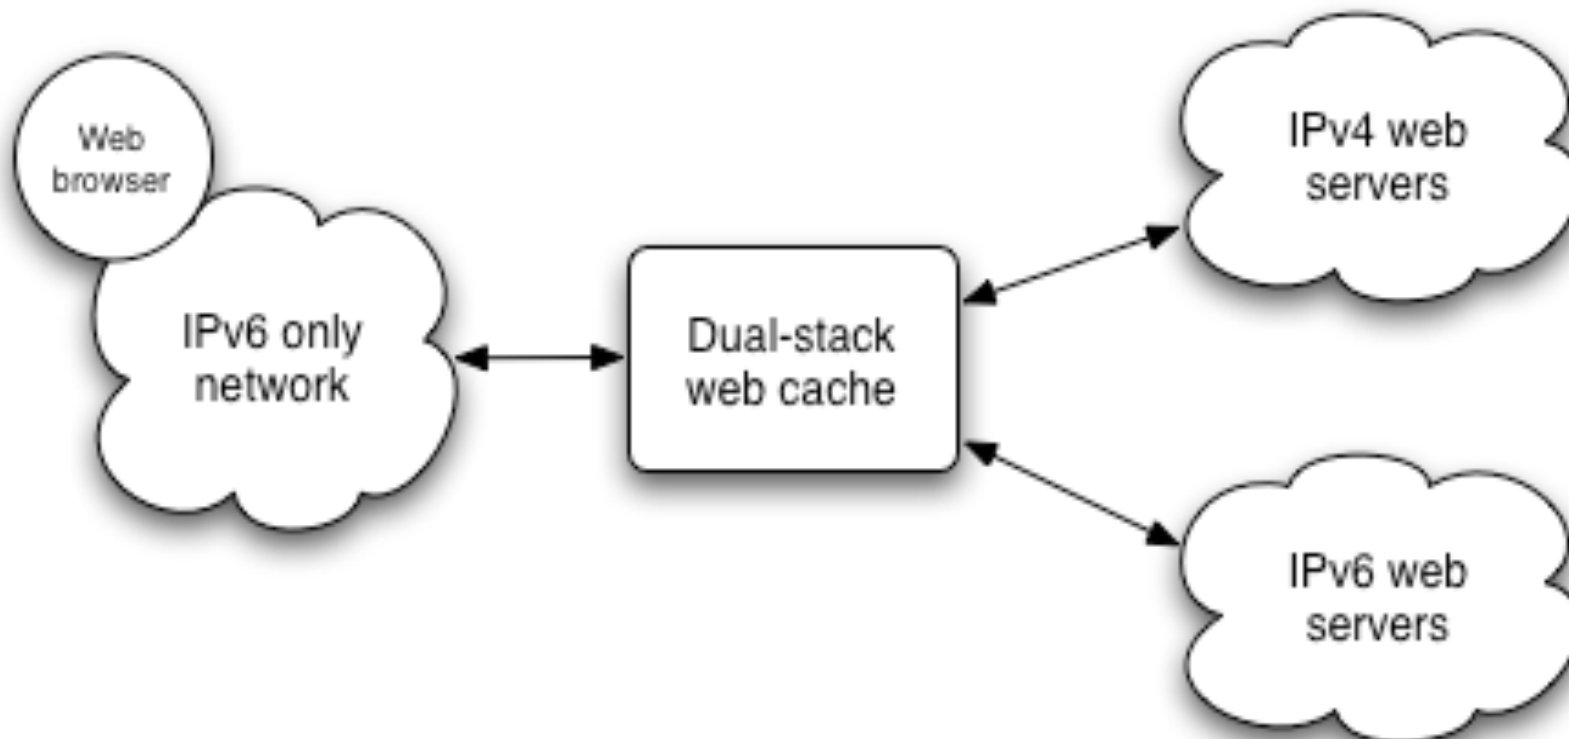 Web
browser
IPv6 only
network
Dual-stack
web cache
IPv4 web
servers
IPv6 web
servers